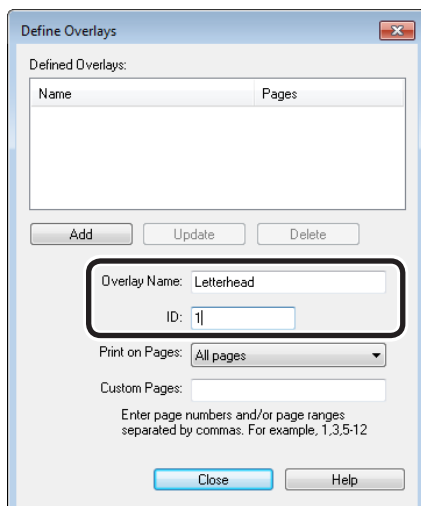 Define Overlays
Defined Overlays:
Name Pages
Add Update Delete
Overlay Name: Letterhead
ID: 1
Print on Pages: All pages
Custom Pages:
Enter page numbers and/or page ranges
separated by commas. For example, 1,3,5-12
Close Help